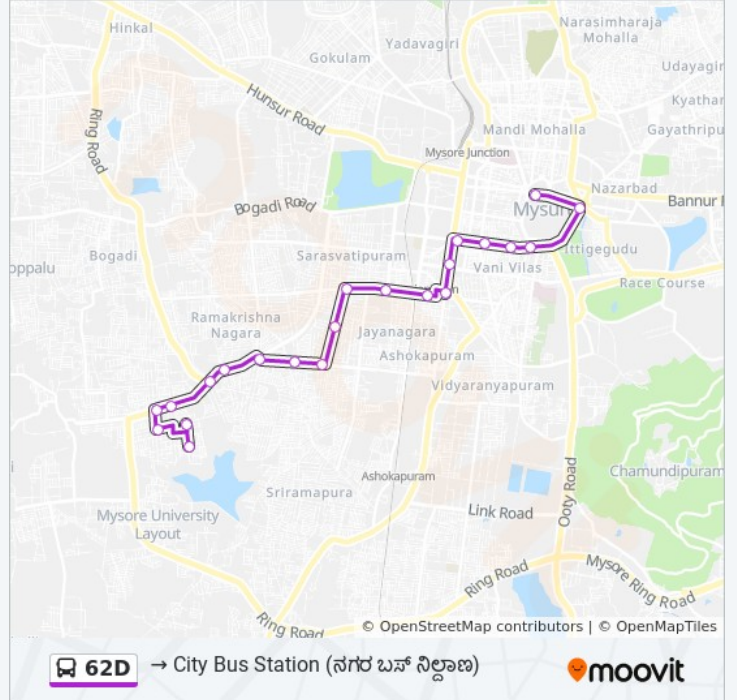 Hinkal
Narasimharaja
Mohalla
Yadavagiri
Gokulam
Udayagir
Hunsur Road
Kyathar
Ring Road
Mandi Mohalla
Gayathripu
Mysore Junction
Nazarbad
Bogadi Road
Mysur
Bannur
Bogadi
Saraswatipuram
Ittigegudu
oppalu
Vani Vilas
Race Course
Ramakrishna
Nagara
Jayanagara
Ashokapuram
Vidyaranyapuram
Ashokapuram
Chamundipuram
Ooty Road
Sriramapura
Link Road
Mysore University
Layout
Ring Road
Mysore Ring Road
Ring Road
© OpenStreetMap contributors | © OpenMapTiles
62D → City Bus Station (ನಗರ ಬಸ್ ನಿಲ್ದಾಣ)
moovit